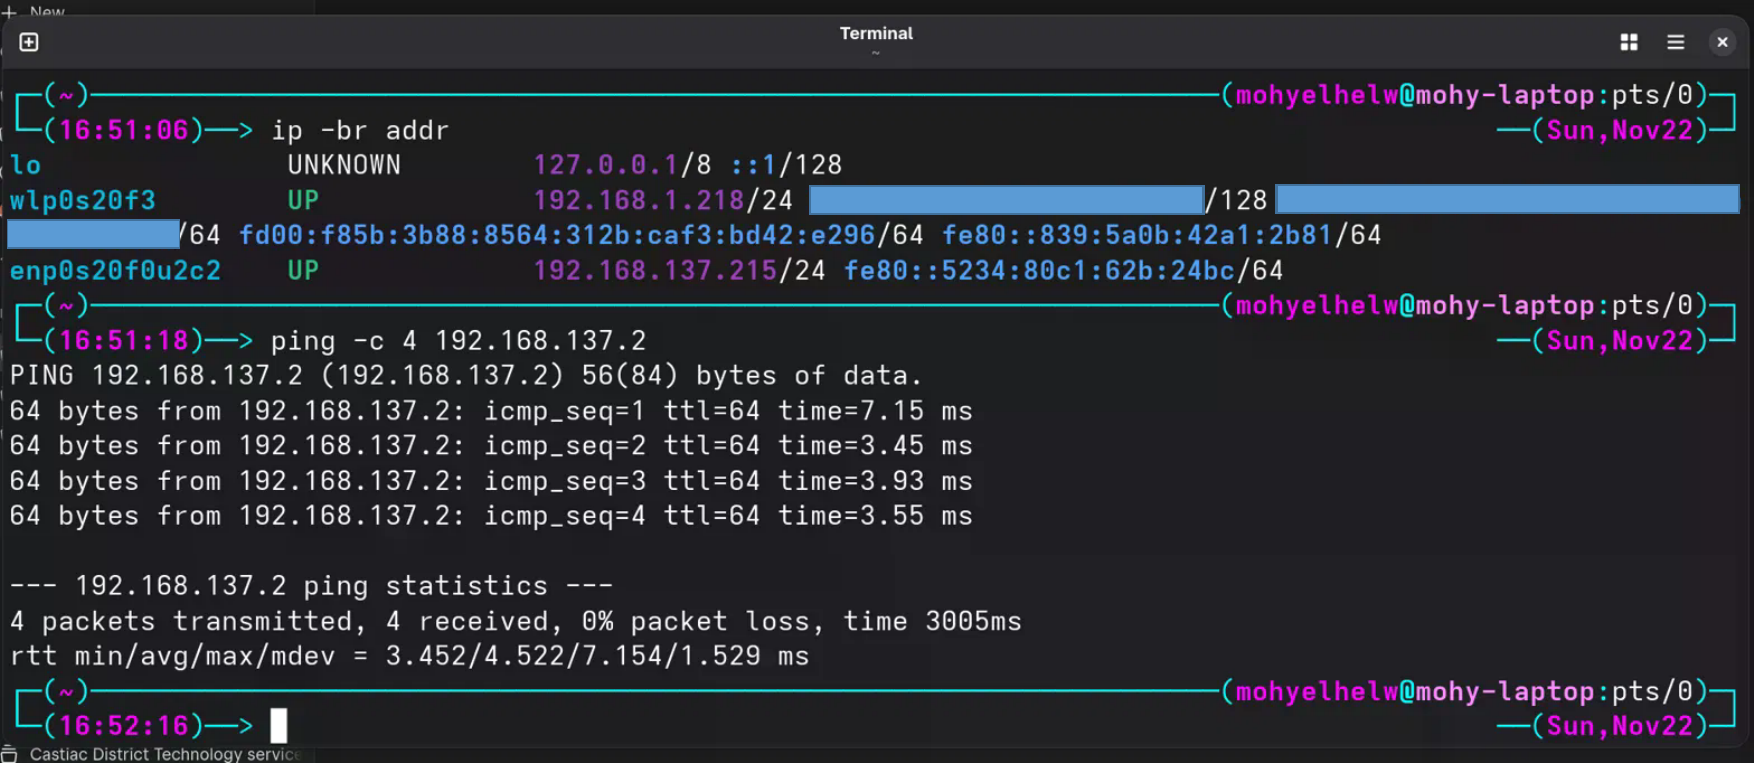 New
Terminal
~
(~) (mohyelhelw@mohy-laptop:pts/0)
(16:51:06)—> ip -br addr —(Sun,Nov22)
lo UNKNOWN 127.0.0.1/8 ::1/128
wlp0s20f3 UP 192.168.1.218/24 /128
/64 fd00:f85b:3b88:8564:312b:caf3:bd42:e296/64 fe80::839:5a0b:42a1:2b81/64
enp0s20f0u2c2 UP 192.168.137.215/24 fe80::5234:80c1:62b:24bc/64
(~) (mohyelhelw@mohy-laptop:pts/0)
(16:51:18)—> ping -c 4 192.168.137.2 —(Sun,Nov22)
PING 192.168.137.2 (192.168.137.2) 56(84) bytes of data.
64 bytes from 192.168.137.2: icmp_seq=1 ttl=64 time=7.15 ms
64 bytes from 192.168.137.2: icmp_seq=2 ttl=64 time=3.45 ms
64 bytes from 192.168.137.2: icmp_seq=3 ttl=64 time=3.93 ms
64 bytes from 192.168.137.2: icmp_seq=4 ttl=64 time=3.55 ms
--- 192.168.137.2 ping statistics ---
4 packets transmitted, 4 received, 0% packet loss, time 3005ms
rtt min/avg/max/mdev = 3.452/4.522/7.154/1.529 ms
(~) (mohyelhelw@mohy-laptop:pts/0)
(16:52:16)—> —(Sun,Nov22)
Castiac District Technology service